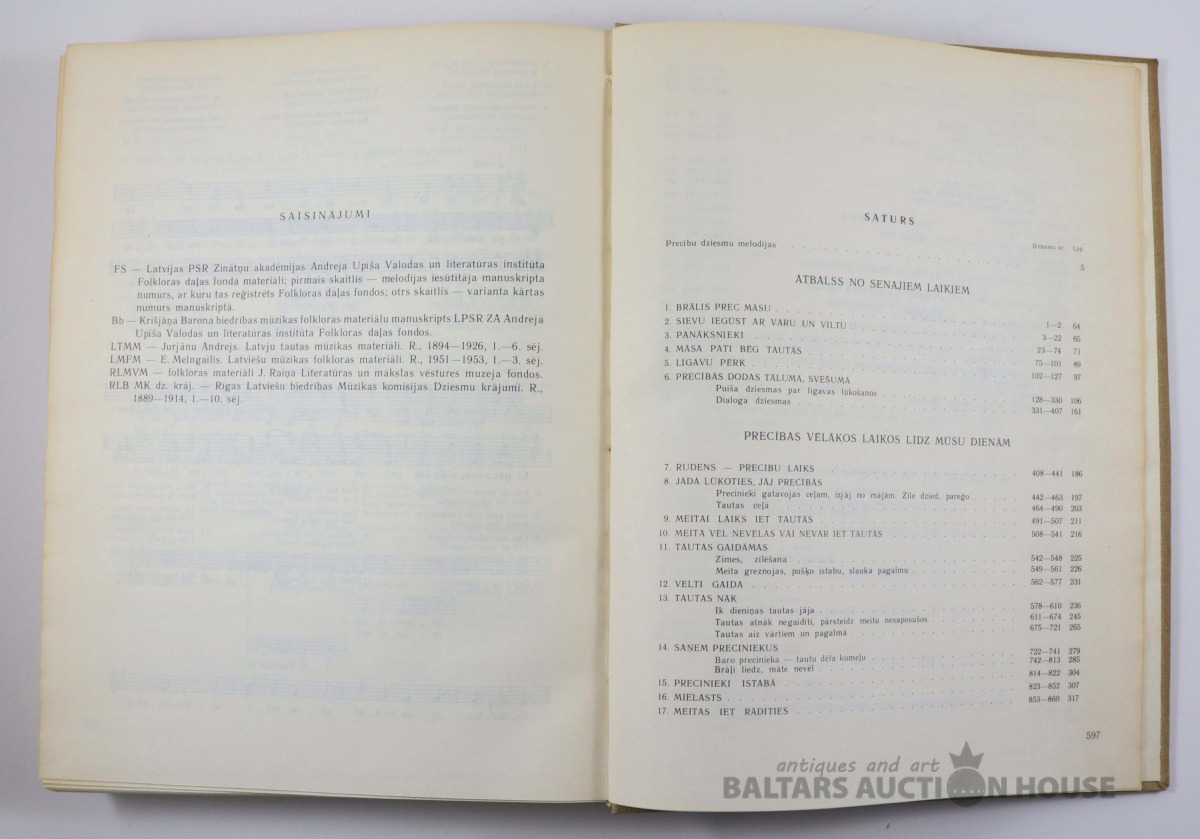 SAĪSINĀJUMI
FS — Latvijas PSR Zinātņu akadēmijas Andreja Upīša Valodas un literatūras institūta
Folkloras daļas fonda materiāli; pirmais skaitlis — melodijas iesūtītāja manuskripta
numurs, ar kuru tas reģistrēts Folkloras daļas fondos; otrs skaitlis — varianta kārtas
numurs manuskriptā.
Bb — Krišjāņa Barona biedrības mūzikas folkloras materiālu manuskripts LPSR ZA Andreja
Upīša Valodas un literatūras institūta Folkloras daļas fondos.
LTMM — Jurjānu Andrejs. Latvju tautas mūzikas materiāli. R., 1894—1926, 1.—6. sēj.
LMFM — E. Melngailis. Latviešu mūzikas folkloras materiāli. R., 1951—1953, 1.—3. sēj.
RLMVM — folkloras materiāli J. Raiņa Literatūras un mākslas vēstures muzeja fondos.
RLB MK dz. krāj. — Rīgas Latviešu biedrības Mūzikas komisijas Dziesmu krājumi. R.,
1889—1914, 1.—10. sēj.
SATURS
Dziesmu nr. Lpp.
Precību dziesmu melodijas 5
ATBALSS NO SENAJIEM LAIKIEM
1. BRĀLIS PREC MĀSU 1—2 64
2. SIEVU IEGŪST AR VARU UN VILTU 3—22 65
3. PANĀKSNIEKI 23—74 71
4. MĀSA PATI BĒG TAUTĀS 75—101 89
5. LĪGAVU PĒRK 102—127 97
6. PRECĪBĀS DODAS TĀLUMĀ, SVEŠUMĀ
Puiša dziesmas par līgavas lūkošanos 128—330 106
Dialoga dziesmas 331—407 161
PRECĪBAS VĒLĀKOS LAIKOS LĪDZ MŪSU DIENĀM
7. RUDENS — PRECĪBU LAIKS 408—441 186
8. JĀDA LŪKOTIES, JĀJ PRECĪBĀS
Precinieki gatavojas ceļam, izjāj no mājām. Zīle dzied, pareģo 442—463 197
Tautas ceļā 464—490 203
9. MEITAI LAIKS IET TAUTĀS 491—507 211
10. MEITA VĒL NEVĒLAS VAI NEVAR IET TAUTĀS 508—541 216
11. TAUTAS GAIDĀMAS
Zīmes, zīlēšana 542—548 225
Meita greznojas, pušķo istabu, slauka pagalmu 549—561 226
12. VELTI GAIDA 562—577 231
13. TAUTAS NĀK
Ik dieniņas tautas jāja 578—610 236
Tautas atnāk negaidīti, pārsteidz meitu nesaposušos 611—674 245
Tautas aiz vārtiem un pagalmā 675—721 265
14. SAŅEM PRECINIEKUS
Baro precinieka — tautu dēla kumeļu 722—741 279
Brāļi liedz, māte nevēl 742—813 285
15. PRECINIEKI ISTABĀ 814—822 304
16. MIELASTS 823—852 307
17. MEITAS IET RĀDĪTIES 853—860 317
597
antiques and art
BALTARS AUCTION HOUSE